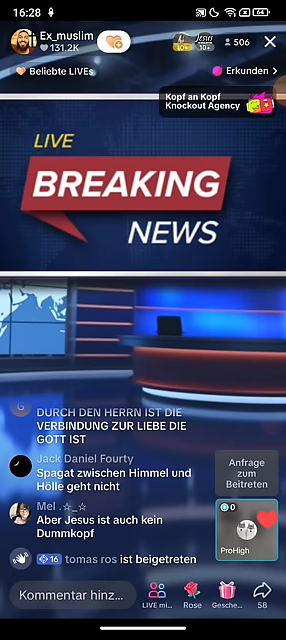 16:28
64
Ex_muslim
131.2K
40+
Jesus
10+
506
Beliebte LIVEs
Erkunden >
Kopf an Kopf
Knockout Agency
LIVE
BREAKING
NEWS
G
DURCH DEN HERRN IST DIE
VERBINDUNG ZUR LIEBE DIE
GOTT IST
Jack Daniel Fourty
Spagat zwischen Himmel und
Hölle geht nicht
Mel .☆_☆
Aber Jesus ist auch kein
Dummkopf
16 tomas ros ist beigetreten
Anfrage
zum
Beitreten
0
ProHigh
Kommentar hinz...
LIVE mi...
Rose
Gesche...
58